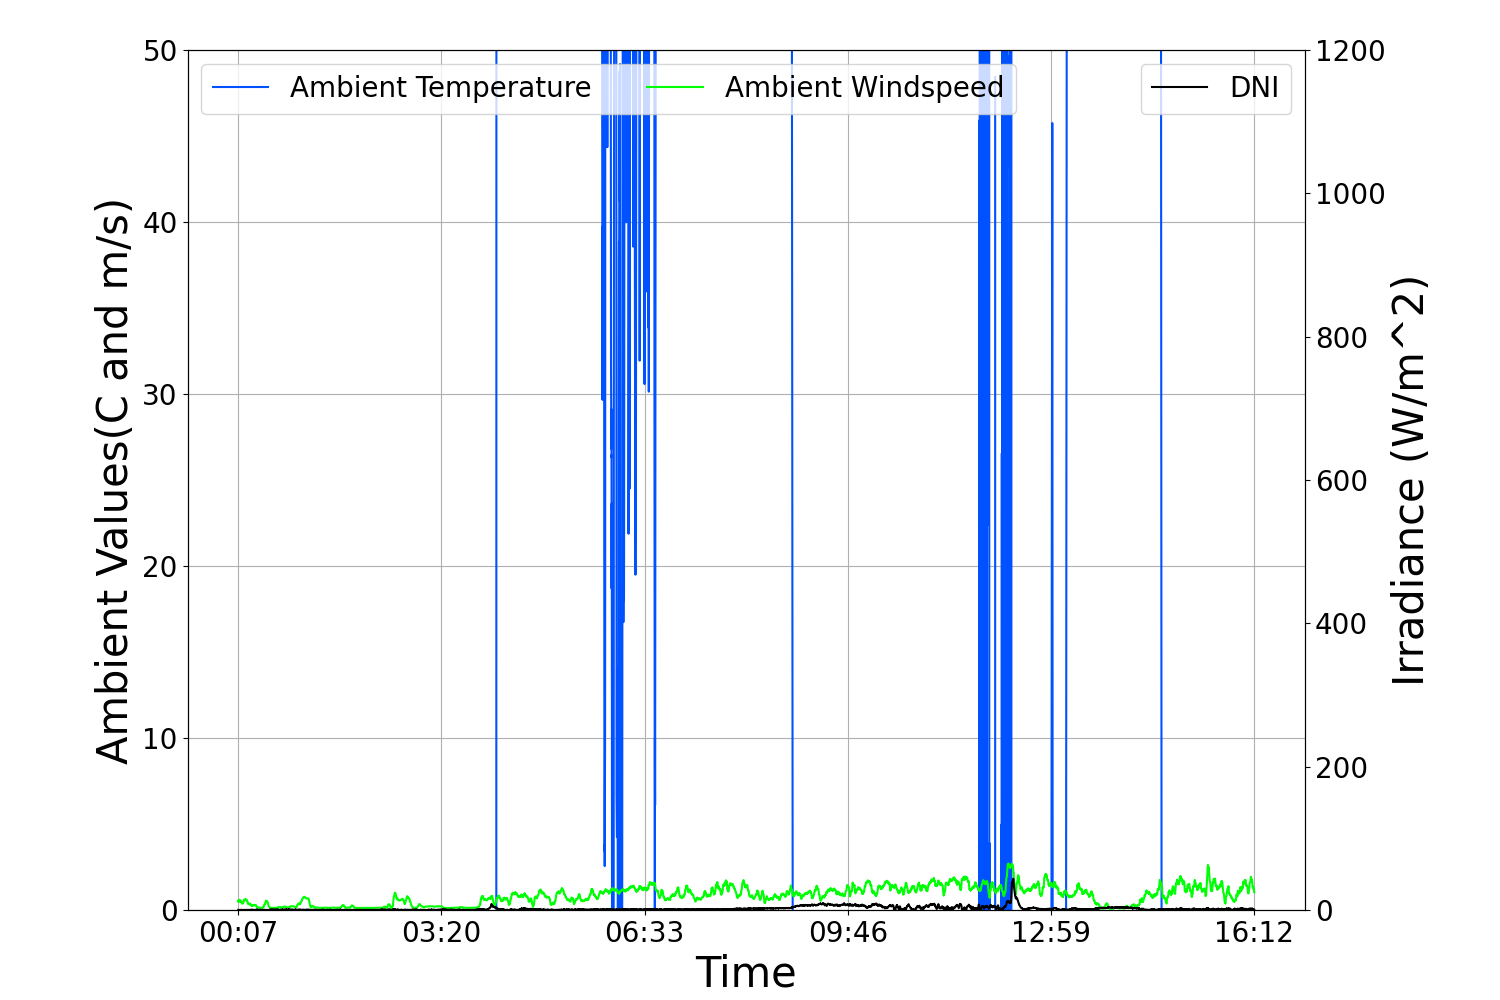 Ambient Temperature
Ambient Windspeed
DNI
Ambient Values(C and m/s)
50
40
30
20
10
0
1200
1000
800
600
400
200
0
Irradiance (W/m^2)
00:07 03:20 06:33 09:46 12:59 16:12
Time